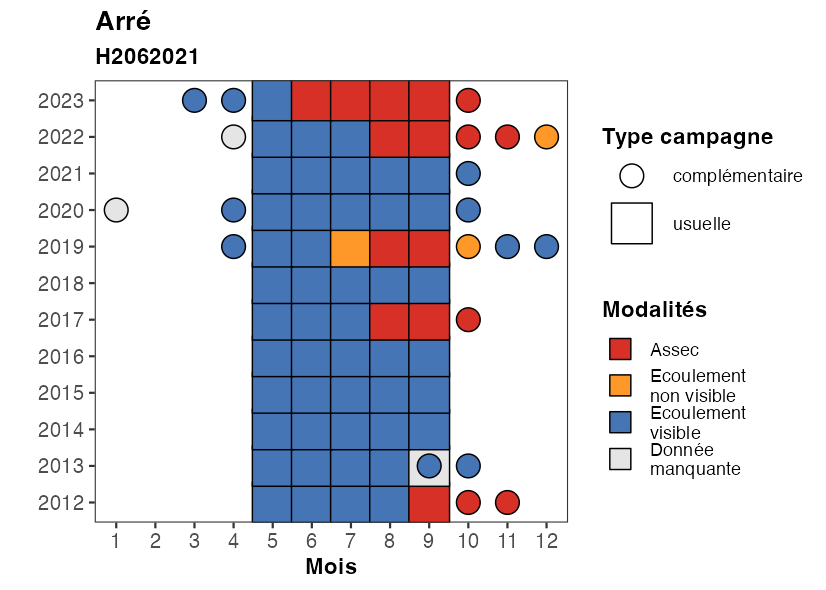 Arré
H2062021
2023
2022
2021
2020
2019
2018
2017
2016
2015
2014
2013
2012
1 2 3 4 5 6 7 8 9 10 11 12
Mois
Type campagne
complémentaire
usuelle
Modalités
Assec
Ecoulement
non visible
Ecoulement
visible
Donnée
manquante